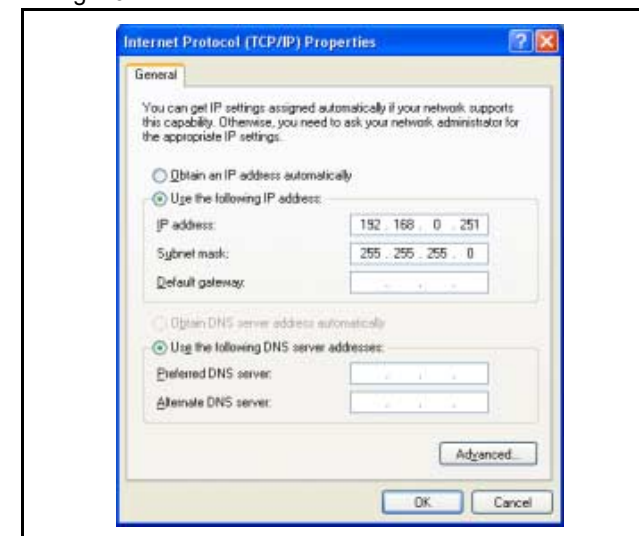 Internet Protocol (TCP/IP) Properties
General
You can get IP settings assigned automatically if your network supports
this capability. Otherwise, you need to ask your network administrator for
the appropriate IP settings.
Obtain an IP address automatically
Use the following IP address:
IP address: 192 . 168 . 0 . 251
Subnet mask: 255 . 255 . 255 . 0
Default gateway: . . .
Obtain DNS server address automatically
Use the following DNS server addresses:
Preferred DNS server: . . .
Alternate DNS server: . . .
Advanced...
OK Cancel